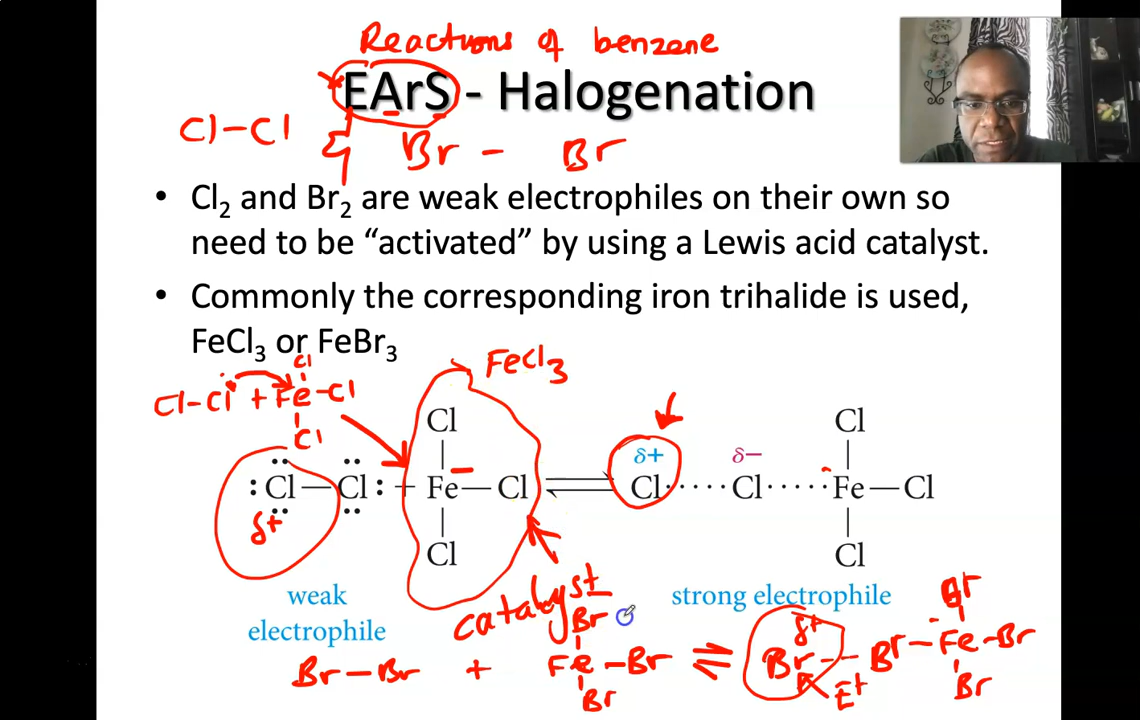 Reactions of benzene
EArS - Halogenation
Cl-Cl
Br - Br
• Cl₂ and Br₂ are weak electrophiles on their own so
need to be “activated” by using a Lewis acid catalyst.
• Commonly the corresponding iron trihalide is used,
FeCl₃ or FeBr₃
FeCl₃
Cl
Cl-Cl + Fe-Cl
Cl
Cl Cl
δ+ δ−
:Cl—Cl: + Fe—Cl ⇌ Cl·····Cl·····Fe—Cl
δ+
Cl Cl
catalyst
weak
electrophile
strong electrophile
Br
δ+
Br-Br + Fe-Br ⇌ Br--Br-Fe-Br
Br E+ Br